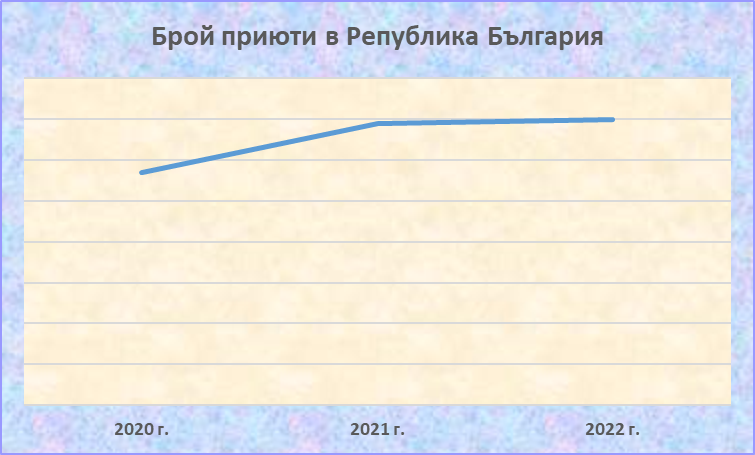 Брой приюти в Република България
2020 г.
2021 г.
2022 г.